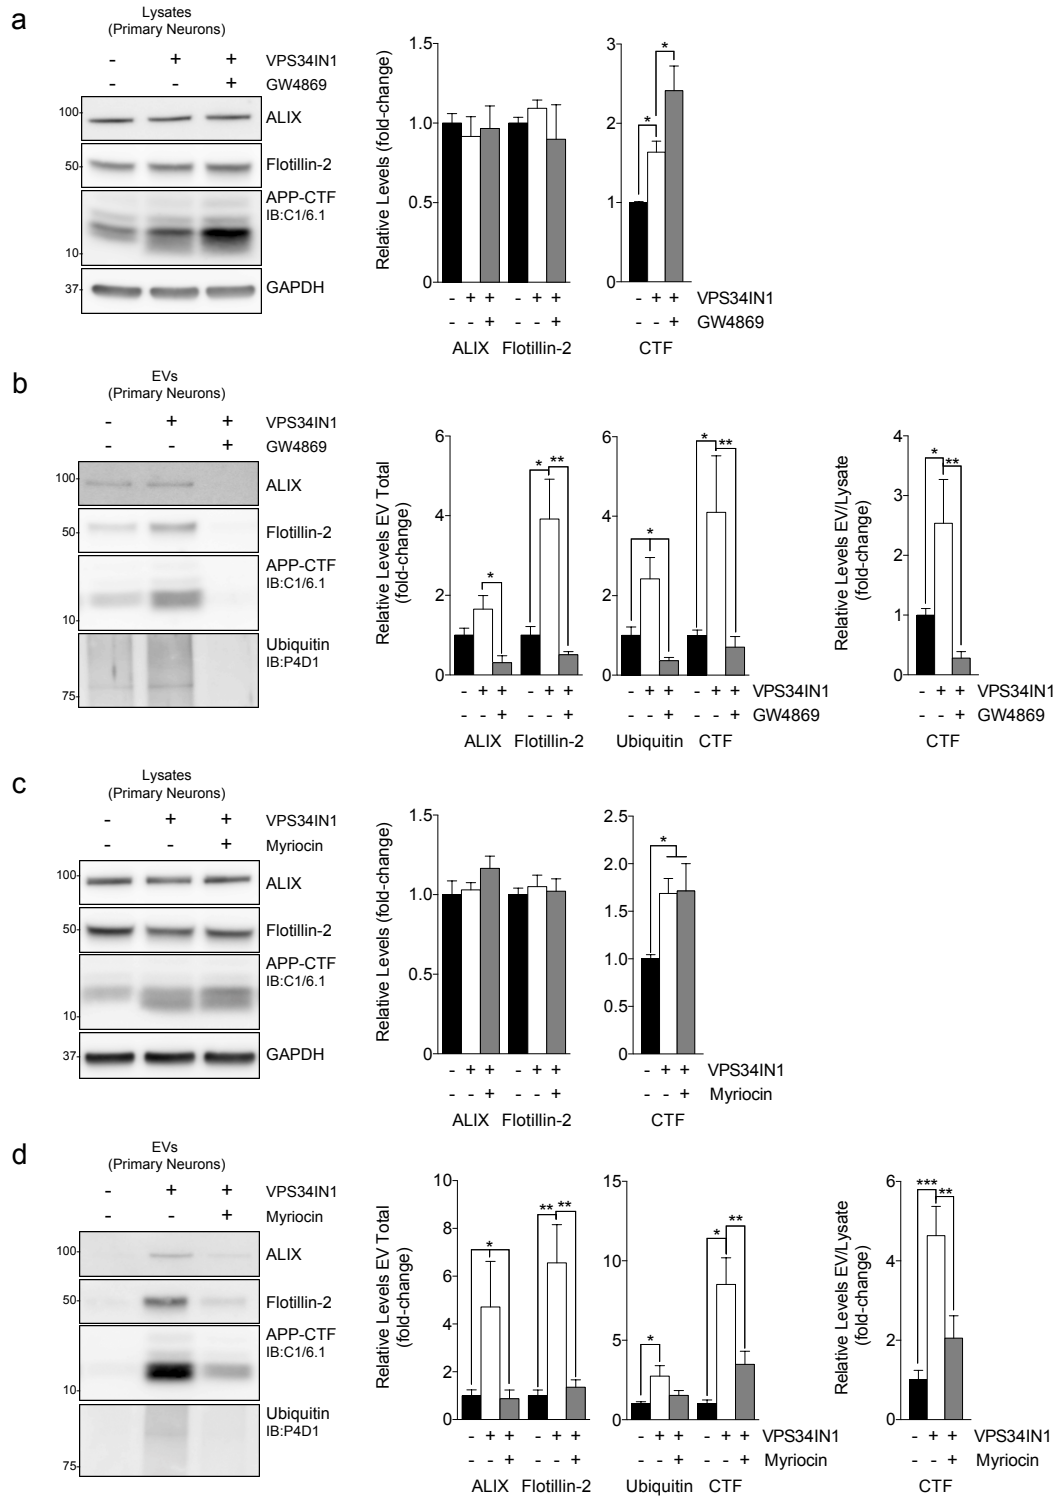 a
Lysates
(Primary Neurons)
- + + VPS34IN1
- - + GW4869
100
ALIX
50
Flotillin-2
APP-CTF
IB:C1/6.1
10
37
GAPDH
Relative Levels (fold-change)
1.5
1.0
0.5
0
3
2
1
0
* *
- + + - + + - + + VPS34IN1
- - + - - + - - + GW4869
ALIX Flotillin-2 CTF
b
EVs
(Primary Neurons)
- + + VPS34IN1
- - + GW4869
100
ALIX
50
Flotillin-2
APP-CTF
IB:C1/6.1
10
Ubiquitin
IB:P4D1
75
Relative Levels EV Total
(fold-change)
6
4
2
0
* * **
6
4
2
0
* * **
Relative Levels EV/Lysate
(fold-change)
4
3
2
1
0
* **
- + + - + + - + + - + + VPS34IN1 - + + VPS34IN1
- - + - - + - - + - - + GW4869 - - + GW4869
ALIX Flotillin-2 Ubiquitin CTF CTF
c
Lysates
(Primary Neurons)
- + + VPS34IN1
- - + Myriocin
100
ALIX
50
Flotillin-2
APP-CTF
IB:C1/6.1
10
37
GAPDH
Relative Levels (fold-change)
1.5
1.0
0.5
0
2.5
2.0
1.5
1.0
0.5
0
*
- + + - + + - + + VPS34IN1
- - + - - + - - + Myriocin
ALIX Flotillin-2 CTF
d
EVs
(Primary Neurons)
- + + VPS34IN1
- - + Myriocin
100
ALIX
50
Flotillin-2
APP-CTF
IB:C1/6.1
10
Ubiquitin
IB:P4D1
75
Relative Levels EV Total
(fold-change)
10
8
6
4
2
0
* ** **
15
10
5
0
* * **
Relative Levels EV/Lysate
(fold-change)
6
4
2
0
*** **
- + + - + + - + + - + + VPS34IN1 - + + VPS34IN1
- - + - - + - - + - - + Myriocin - - + Myriocin
ALIX Flotillin-2 Ubiquitin CTF CTF